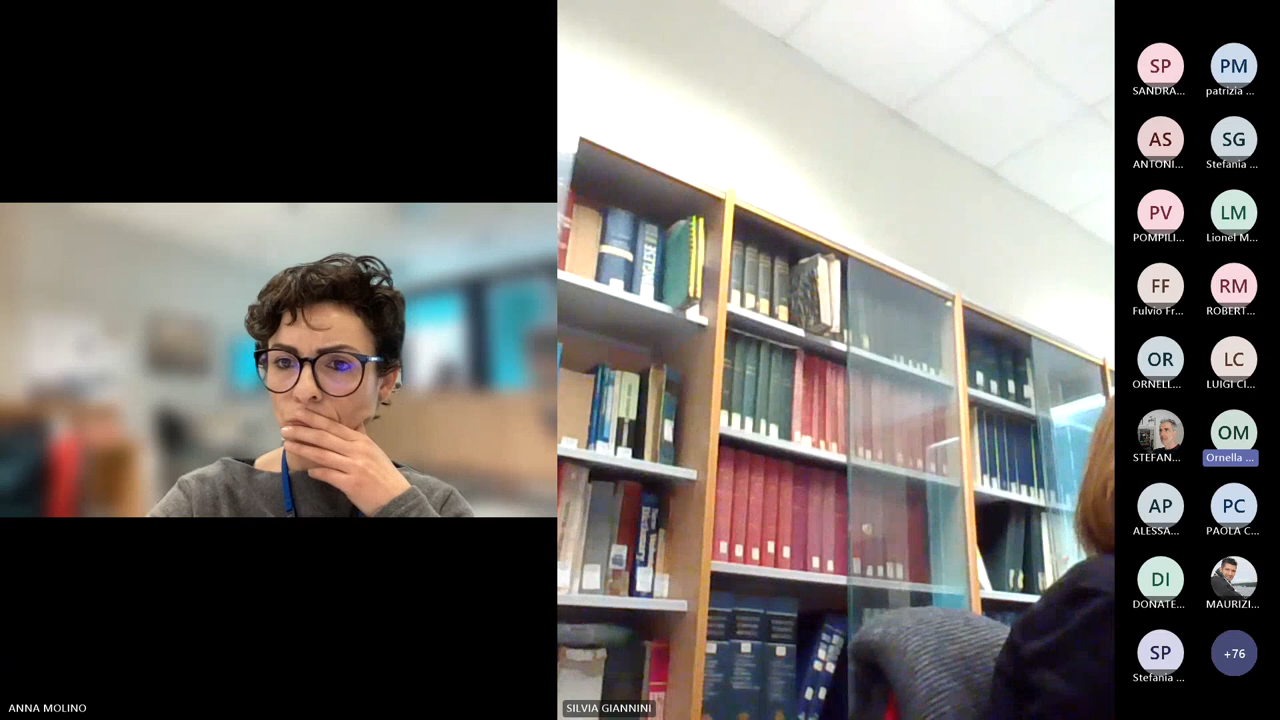 ANNA MOLINO
INGLESE
SILVIA GIANNINI
SP
SANDRA...
PM
patrizia ...
AS
ANTONI...
SG
Stefania ...
PV
POMPILI...
LM
Lionel M...
FF
Fulvio Fr...
RM
ROBERT...
OR
ORNELL...
LC
LUIGI CI...
STEFAN...
OM
Ornella ...
AP
ALESSA...
PC
PAOLA C...
DI
DONATE...
MAURIZI...
SP
Stefania ...
+76